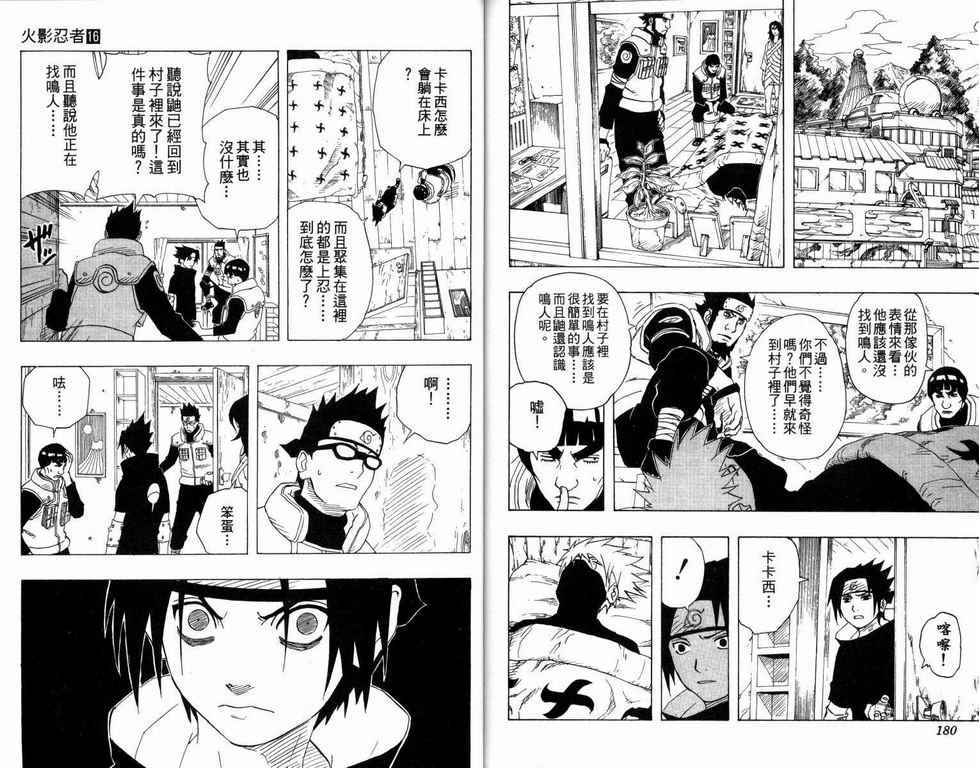 從那傢伙的
表情來看…
他應該還沒
找到鳴人。
不過……
你們不覺得奇怪
嗎？他們早就來
到村子裡了……
要在村子裡
找到鳴人應該是
很簡單的事……
而且鼬還認識
鳴人呢。
噓！
喀嚓！
卡卡西…
！
180
火影忍者16
卡卡西怎麼
會躺在床上
？
而且聚集在這裡
的都是上忍……
到底怎麼了？
其……
其實也
沒什麼…
聽說鼬已經回到
村子裡來了！這
件事是真的嗎？
而且聽說他正在
找鳴人……
ザッ
……
啊！
笨蛋…
呿……